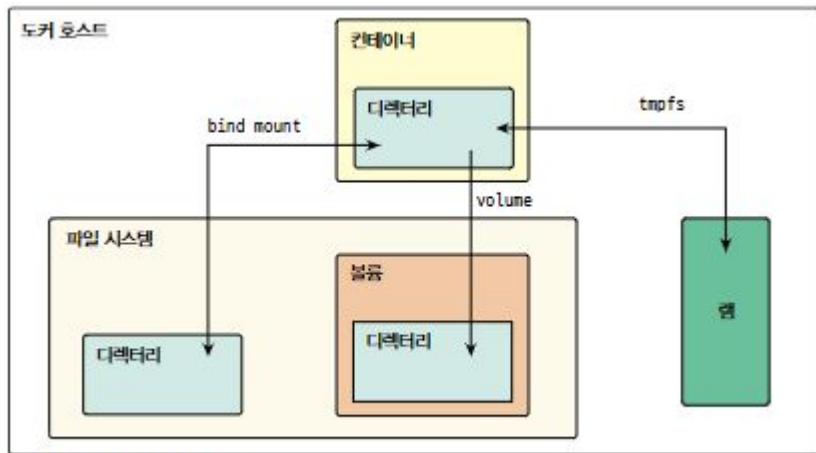 도커 호스트
컨테이너
디렉터리
bind mount
tmpfs
volume
파일 시스템
볼륨
디렉터리
디렉터리
램